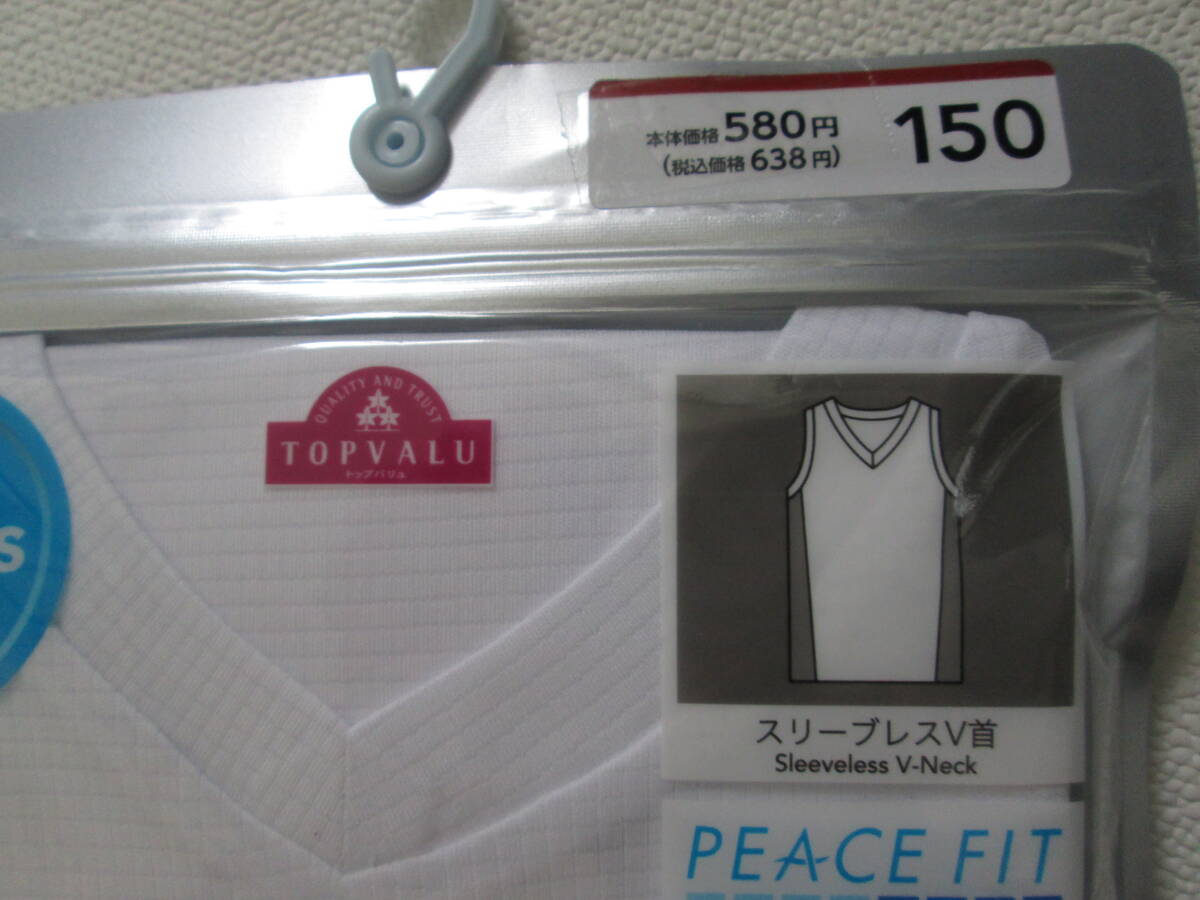 本体価格 580円
(税込価格 638円)
150
QUALITY AND TRUST
TOPVALU
トップバリュ
S
スリーブレスV首
Sleeveless V-Neck
PEACE FIT